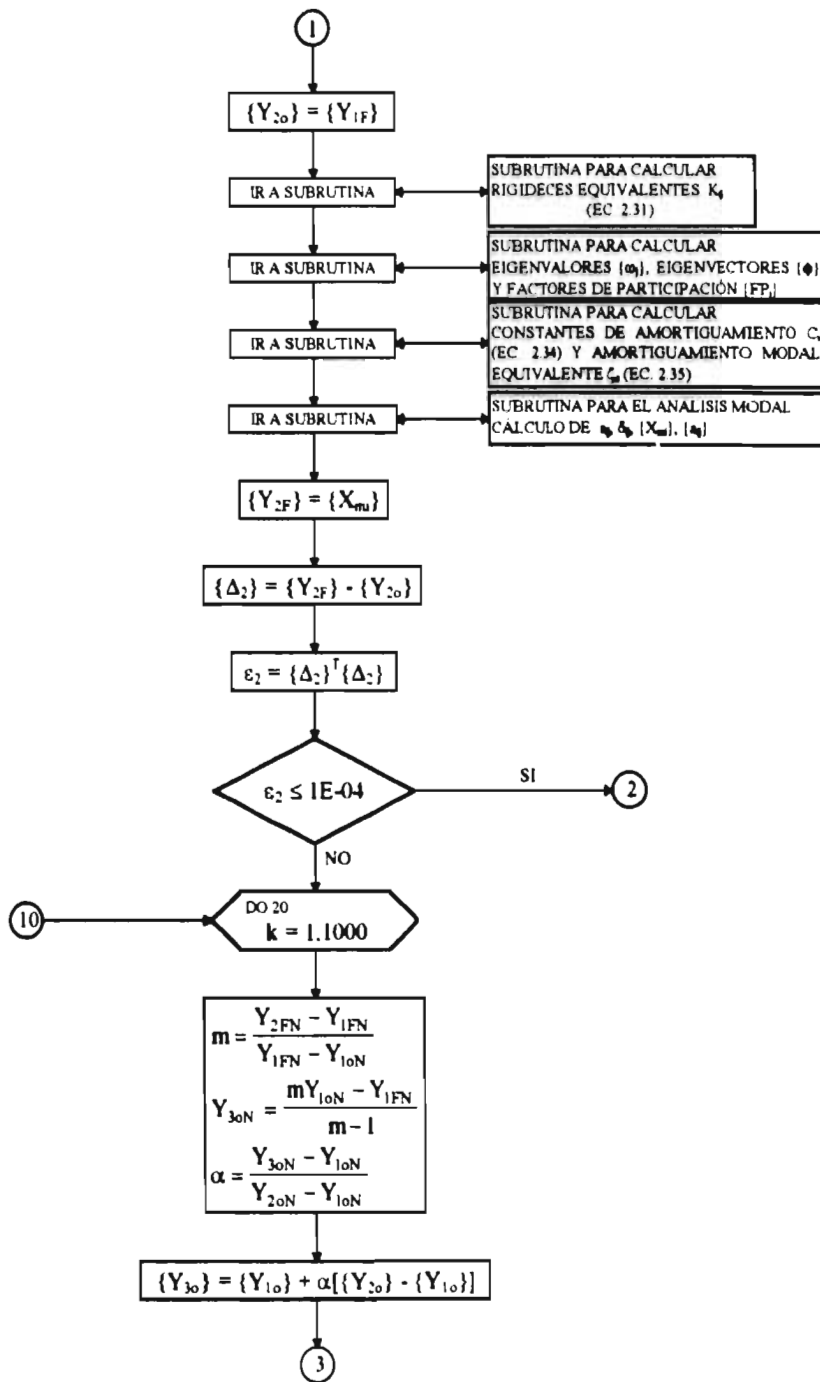 1
{Y₂ₒ} = {Y₁F}
IR A SUBRUTINA
SUBRUTINA PARA CALCULAR
RIGIDECES EQUIVALENTES
(EC 2.31)
IR A SUBRUTINA
SUBRUTINA PARA CALCULAR
EIGENVALORES EIGENVECTORES {Φ}
Y FACTORES DE PARTICIPACIÓN
IR A SUBRUTINA
SUBRUTINA PARA CALCULAR
CONSTANTES DE AMORTIGUAMIENTO
(EC 2.34) Y AMORTIGUAMIENTO MODAL
EQUIVALENTE (EC. 2.35)
IR A SUBRUTINA
SUBRUTINA PARA EL ANALISIS MODAL
CÁLCULO DE
{Y₂F} = {Xₘᵤ}
{Δ₂} = {Y₂F} - {Y₂ₒ}
ε₂ = {Δ₂}ᵀ{Δ₂}
ε₂ ≤ 1E-04
SI
2
NO
10
DO 20
k = 1,1000
m = (Y₂FN − Y₁FN) / (Y₁FN − Y₁ₒN)
Y₃ₒN = (mY₁ₒN − Y₁FN) / (m − 1)
α = (Y₃ₒN − Y₁ₒN) / (Y₂ₒN − Y₁ₒN)
{Y₃ₒ} = {Y₁ₒ} + α[{Y₂ₒ} - {Y₁ₒ}]
3